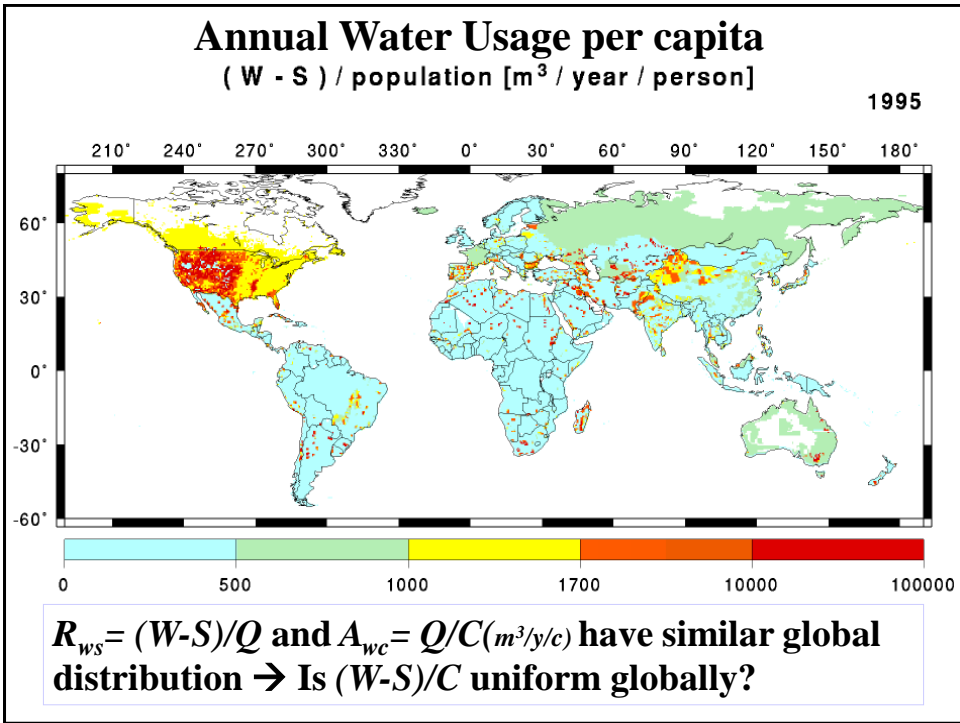 Annual Water Usage per capita
( W - S ) / population [m³ / year / person]
1995
210° 240° 270° 300° 330° 0° 30° 60° 90° 120° 150° 180°
60°
30°
0°
-30°
-60°
0 500 1000 1700 10000 100000
R_ws= (W-S)/Q and A_wc= Q/C(m³/y/c) have similar global
distribution → Is (W-S)/C uniform globally?